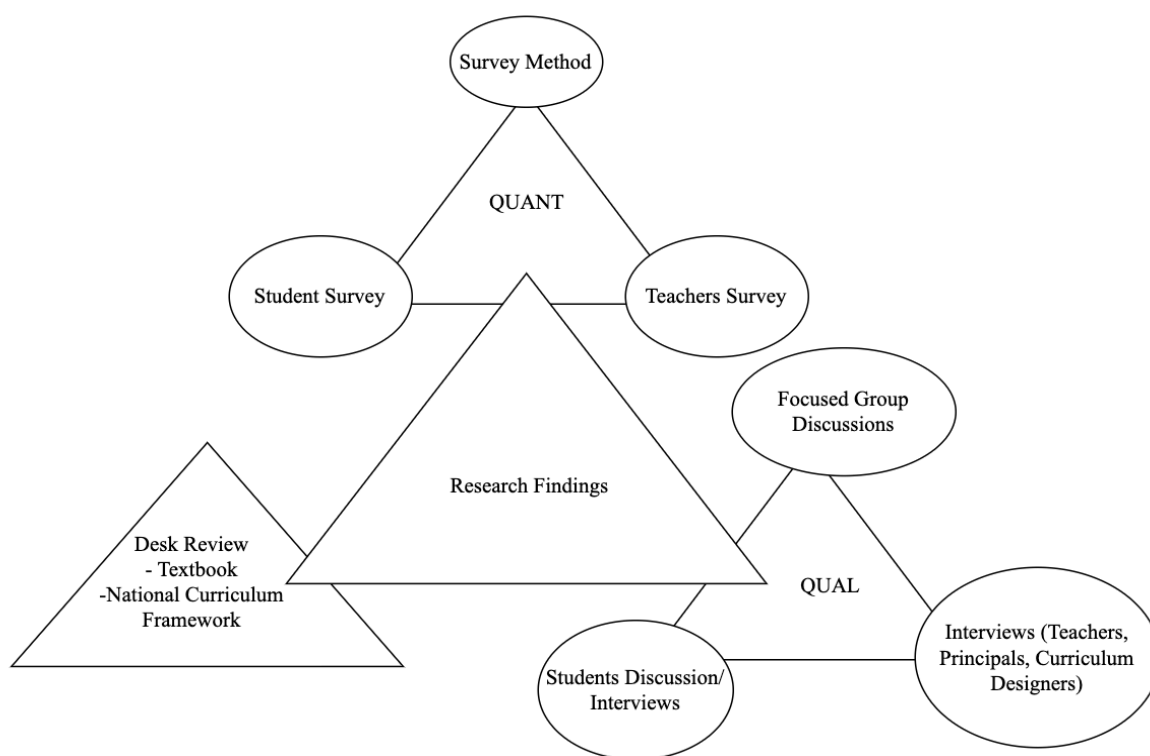 Survey Method
QUANT
Student Survey
Teachers Survey
Focused Group
Discussions
Research Findings
Desk Review
- Textbook
-National Curriculum
Framework
QUAL
Interviews (Teachers,
Principals, Curriculum
Designers)
Students Discussion/
Interviews